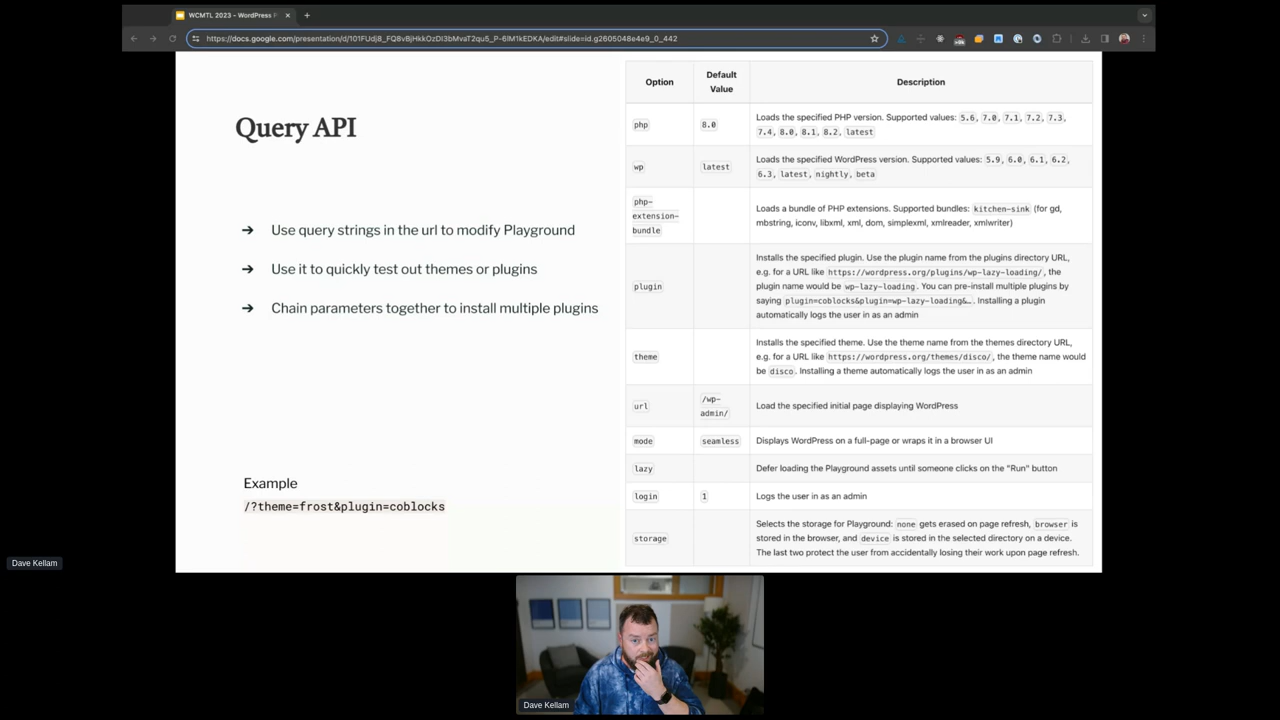 WCMTL 2023 - WordPress P
https://docs.google.com/presentation/d/101FUdj8_FQ8vBjHkkOzDI3bMvaT2qu5_P-6lM1kEDKA/edit#slide=id.g2605048e4e9_0_442
Query API
➔ Use query strings in the url to modify Playground
➔ Use it to quickly test out themes or plugins
➔ Chain parameters together to install multiple plugins
Example
/?theme=frost&plugin=coblocks
Option
Default
Value
Description
php
8.0
Loads the specified PHP version. Supported values: 5.6, 7.0, 7.1, 7.2, 7.3,
7.4, 8.0, 8.1, 8.2, latest
wp
latest
Loads the specified WordPress version. Supported values: 5.9, 6.0, 6.1, 6.2,
6.3, latest, nightly, beta
php-
extension-
bundle
Loads a bundle of PHP extensions. Supported bundles: kitchen-sink (for gd,
mbstring, iconv, libxml, xml, dom, simplexml, xmlreader, xmlwriter)
plugin
Installs the specified plugin. Use the plugin name from the plugins directory URL,
e.g. for a URL like https://wordpress.org/plugins/wp-lazy-loading/, the
plugin name would be wp-lazy-loading. You can pre-install multiple plugins by
saying plugin=coblocks&plugin=wp-lazy-loading&…. Installing a plugin
automatically logs the user in as an admin
theme
Installs the specified theme. Use the theme name from the themes directory URL,
e.g. for a URL like https://wordpress.org/themes/disco/, the theme name would
be disco. Installing a theme automatically logs the user in as an admin
url
/wp-
admin/
Load the specified initial page displaying WordPress
mode
seamless
Displays WordPress on a full-page or wraps it in a browser UI
lazy
Defer loading the Playground assets until someone clicks on the "Run" button
login
1
Logs the user in as an admin
storage
Selects the storage for Playground: none gets erased on page refresh, browser is
stored in the browser, and device is stored in the selected directory on a device.
The last two protect the user from accidentally losing their work upon page refresh.
Dave Kellam
Dave Kellam